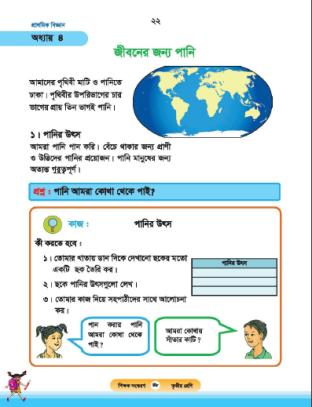 প্রাথমিক বিজ্ঞান
২২
অধ্যায় ৪
জীবনের জন্য পানি
আমাদের পৃথিবী মাটি ও পানিতে
ঢাকা। পৃথিবীর উপরিভাগের চার
ভাগের প্রায় তিন ভাগই পানি।
১। পানির উৎস
আমরা পানি পান করি। বেঁচে থাকার জন্য প্রাণী
ও উদ্ভিদের পানির প্রয়োজন। পানি মানুষের জন্য
অত্যন্ত গুরুত্বপূর্ণ।
প্রশ্ন : পানি আমরা কোথা থেকে পাই?
কাজ : পানির উৎস
কী করতে হবে :
১। তোমার খাতায় ডান দিকে দেখানো ছকের মতো
একটি ছক তৈরি কর।
পানির উৎস
২। ছকে পানির উৎসগুলো লেখ।
৩। তোমার কাজ নিয়ে সহপাঠীদের সাথে আলোচনা
কর।
পান করার পানি
আমরা কোথা থেকে
পাই?
আমরা কোথায়
সাঁতার কাটি?
শিক্ষক সংস্করণ
তৃতীয় শ্রেণি